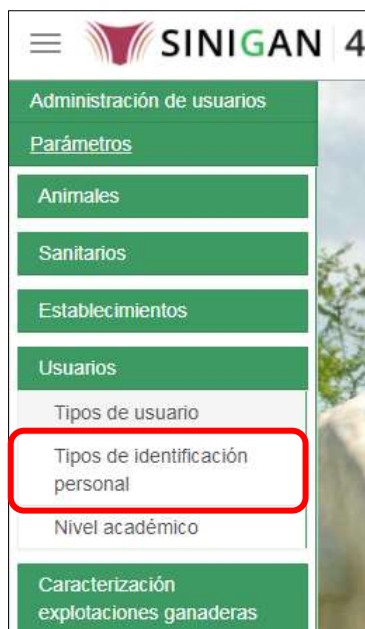 SINIGAN 4
Administración de usuarios
Parámetros
Animales
Sanitarios
Establecimientos
Usuarios
Tipos de usuario
Tipos de identificación
personal
Nivel académico
Caracterización
explotaciones ganaderas